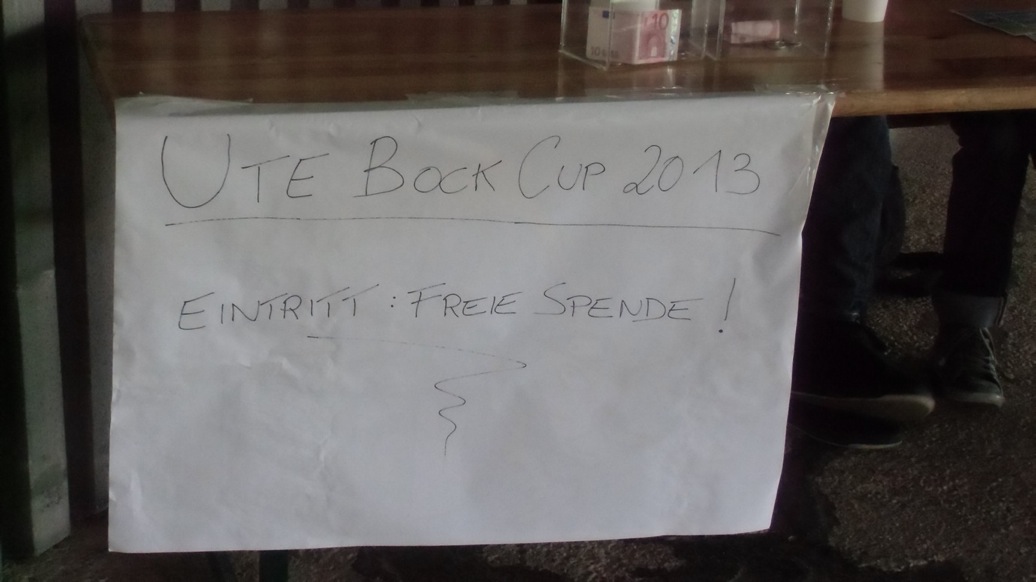 UTE BOCK CUP 2013
EINTRITT : FREIE SPENDE !
10